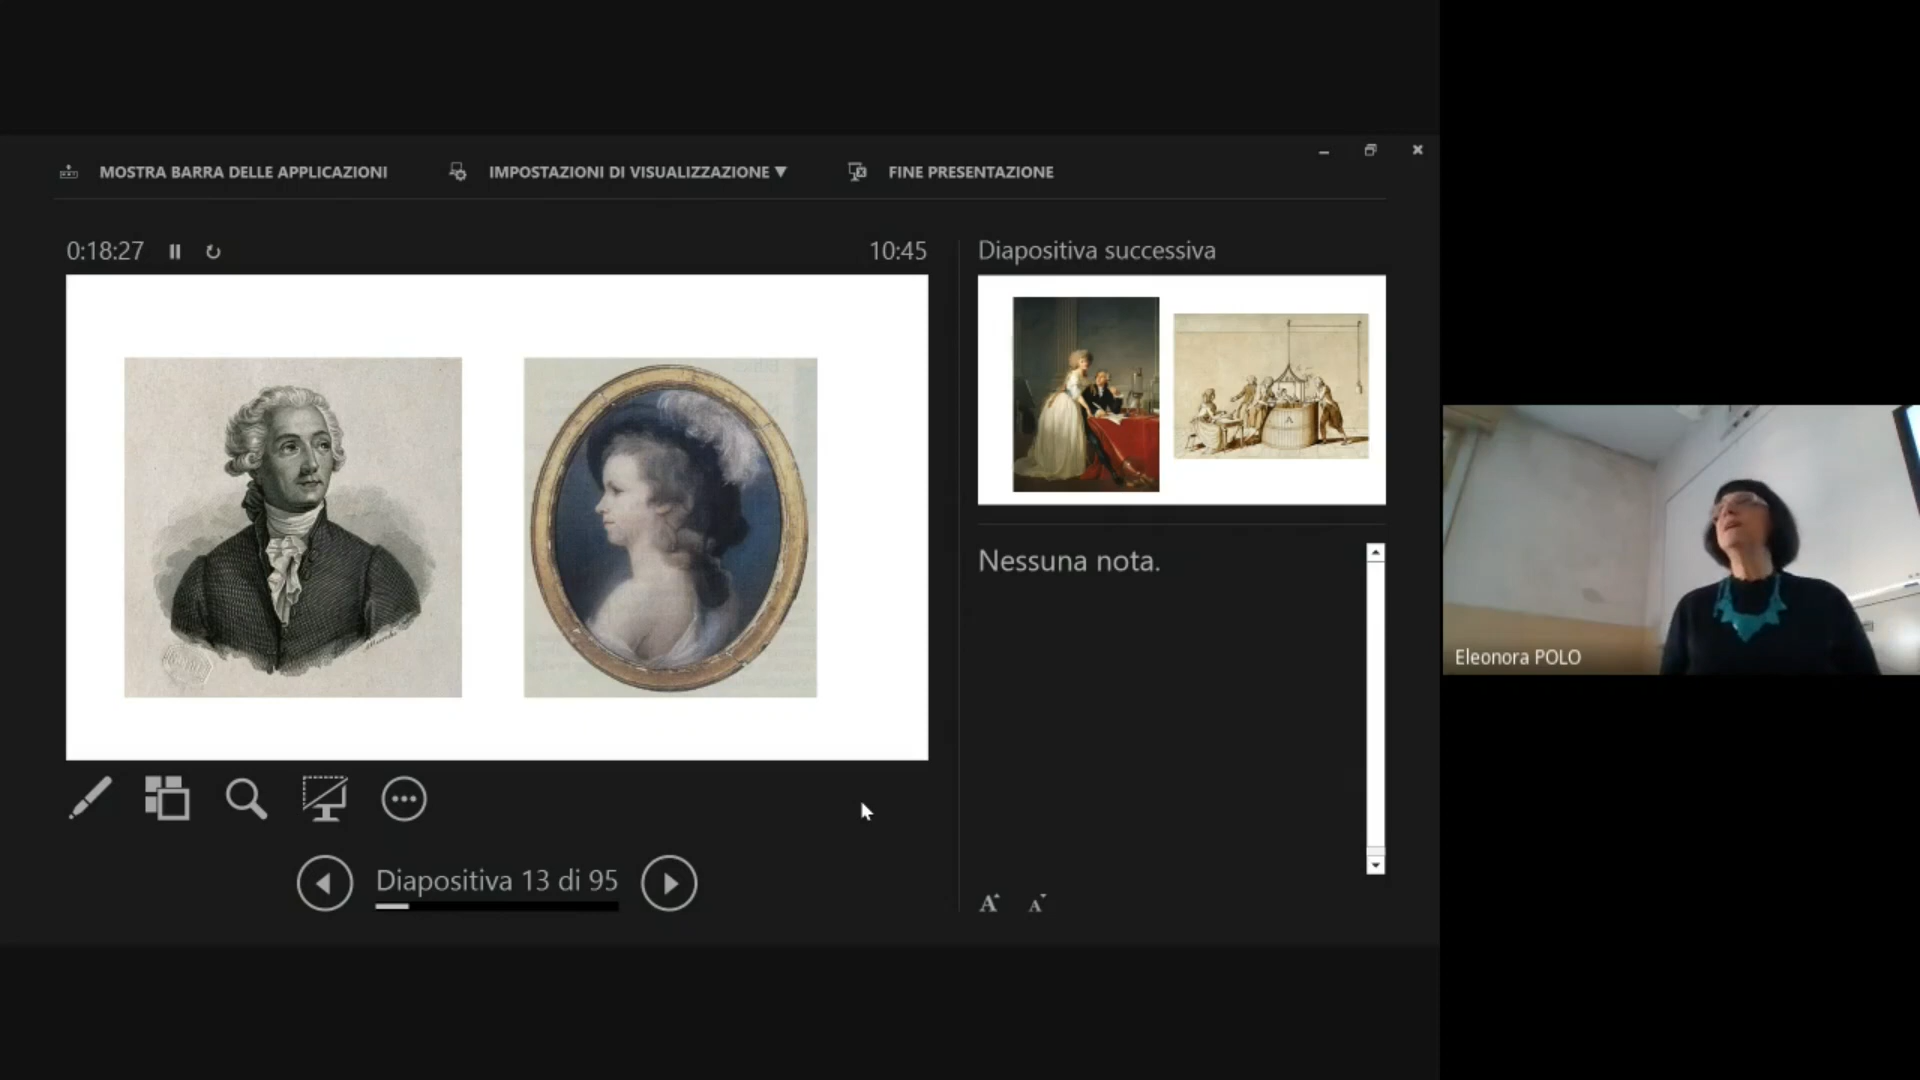 MOSTRA BARRA DELLE APPLICAZIONI
IMPOSTAZIONI DI VISUALIZZAZIONE ▼
FINE PRESENTAZIONE
0:18:27
10:45
Diapositiva successiva
A
Nessuna nota.
Diapositiva 13 di 95
A A
Eleonora POLO